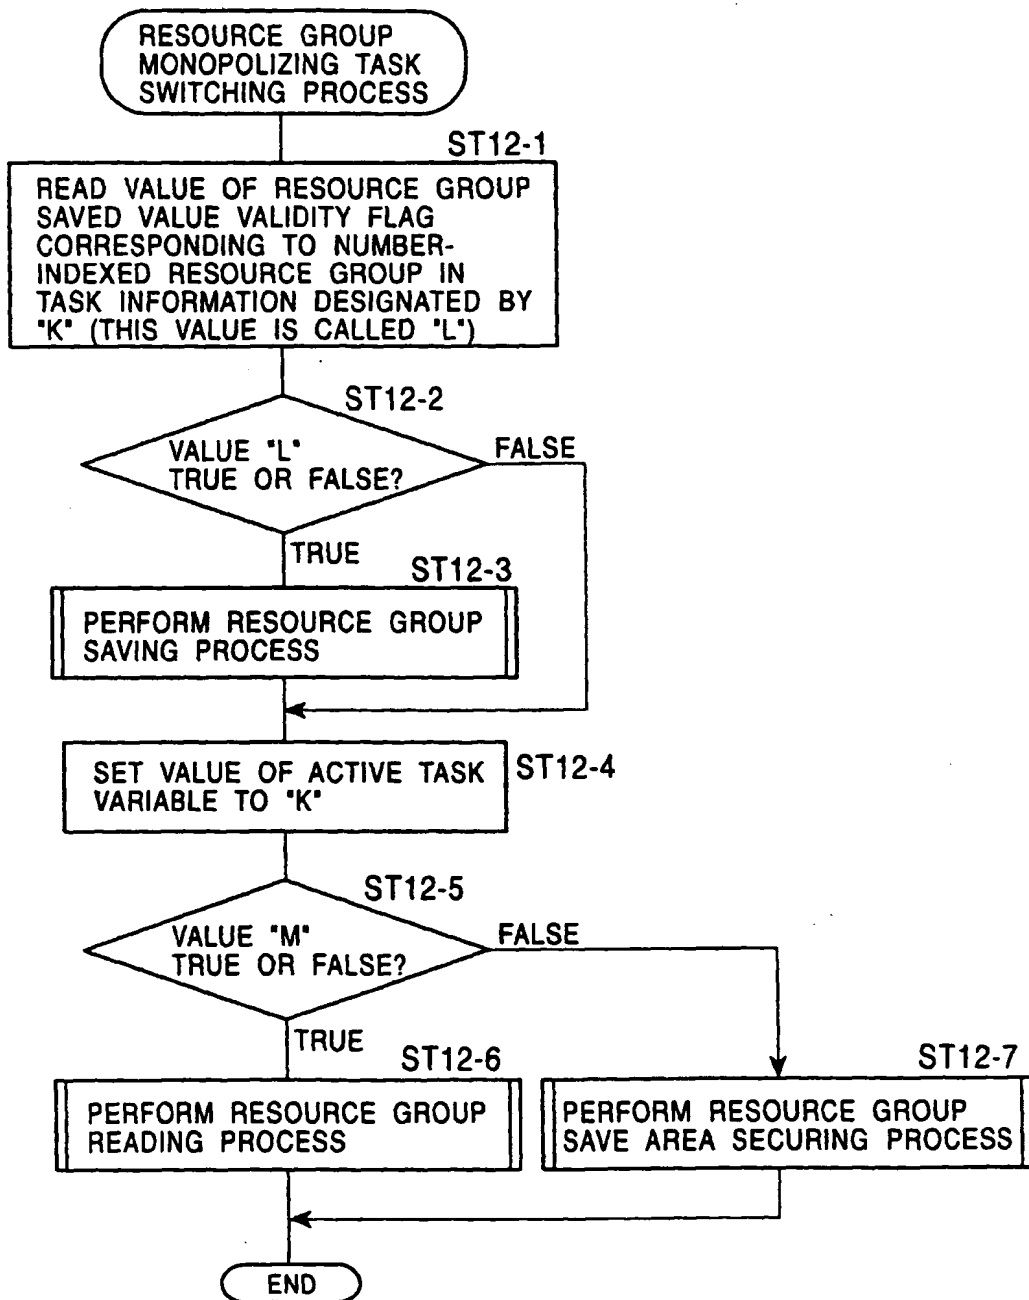 RESOURCE GROUP
MONOPOLIZING TASK
SWITCHING PROCESS
ST12-1
READ VALUE OF RESOURCE GROUP
SAVED VALUE VALIDITY FLAG
CORRESPONDING TO NUMBER-
INDEXED RESOURCE GROUP IN
TASK INFORMATION DESIGNATED BY
"K" (THIS VALUE IS CALLED "L")
ST12-2
VALUE "L"
TRUE OR FALSE?
FALSE
TRUE
ST12-3
PERFORM RESOURCE GROUP
SAVING PROCESS
SET VALUE OF ACTIVE TASK
VARIABLE TO "K"
ST12-4
ST12-5
VALUE "M"
TRUE OR FALSE?
FALSE
TRUE
ST12-6
PERFORM RESOURCE GROUP
READING PROCESS
ST12-7
PERFORM RESOURCE GROUP
SAVE AREA SECURING PROCESS
END